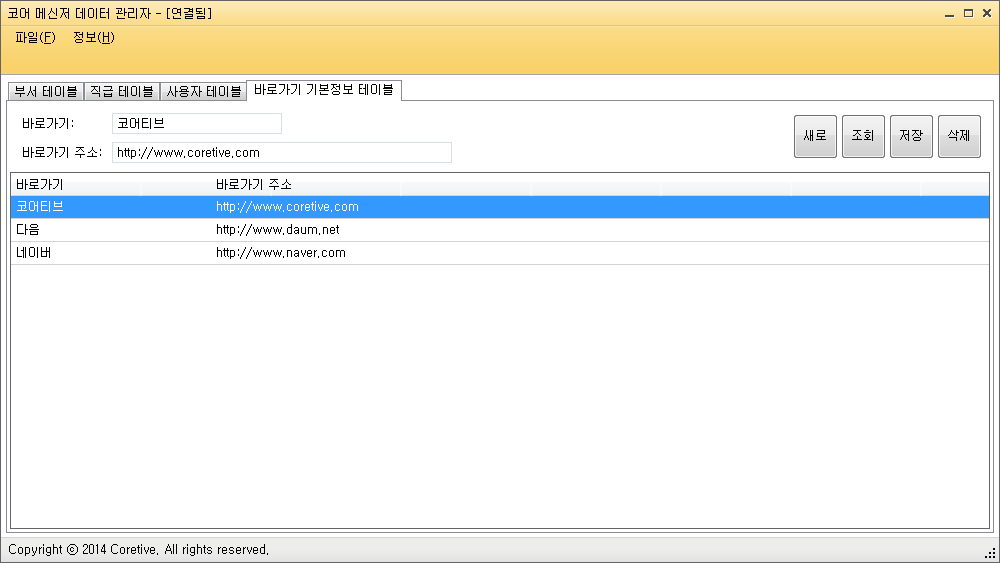 코어 메신저 데이터 관리자 - [연결됨]
파일(F) 정보(H)
부서 테이블 직급 테이블 사용자 테이블 바로가기 기본정보 테이블
바로가기: 코어티브
바로가기 주소: http://www.coretive.com
새로 조회 저장 삭제
바로가기 바로가기 주소
코어티브 http://www.coretive.com
다음 http://www.daum.net
네이버 http://www.naver.com
Copyright ⓒ 2014 Coretive. All rights reserved.